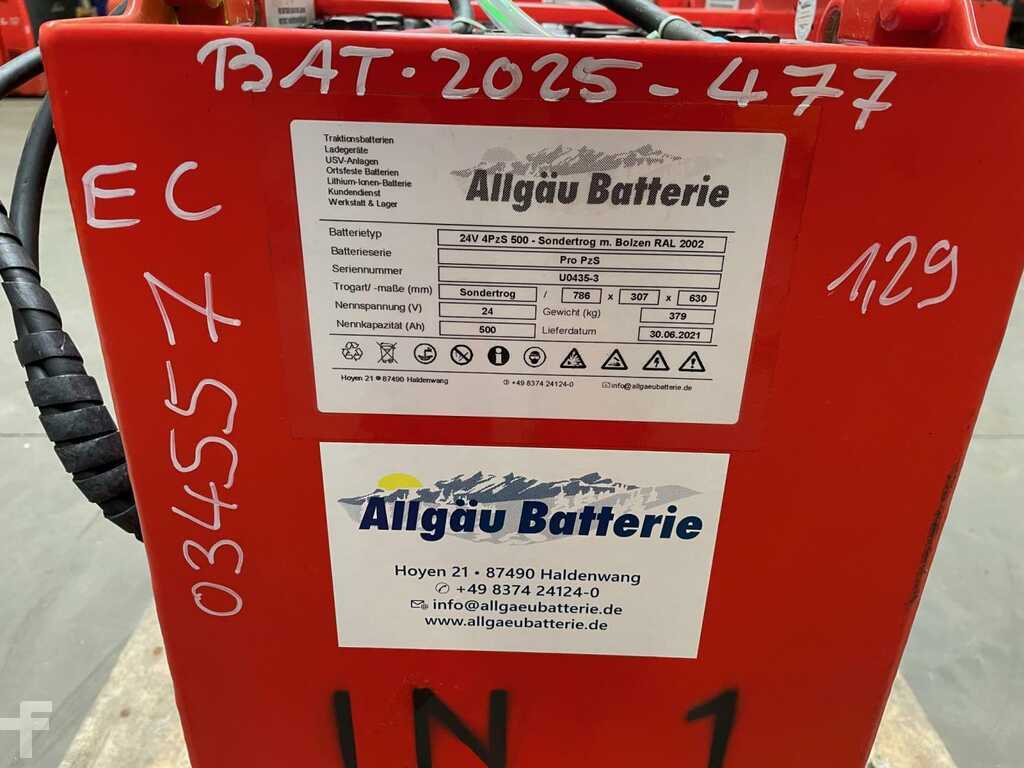 BAT.2025-477
EC
034557Z
1,29
Traktionsbatterien
Ladegeräte
USV-Anlagen
Ortsfeste Batterien
Lithium-Ionen-Batterie
Kundendienst
Werkstatt & Lager
Allgäu Batterie
Batterietyp 24V 4PzS 500 - Sondertrog m. Bolzen RAL 2002
Batterieserie Pro PzS
Seriennummer U0435-3
Trogart/ -maße (mm) Sondertrog / 786 x 307 x 630
Nennspannung (V) 24 Gewicht (kg) 379
Nennkapazität (Ah) 500 Lieferdatum 30.06.2021
Hoyen 21 • 87490 Haldenwang +49 8374 24124-0 info@allgaeubatterie.de
Allgäu Batterie
Hoyen 21 • 87490 Haldenwang
✆ +49 8374 24124-0
info@allgaeubatterie.de
www.allgaeubatterie.de
IN 1
F